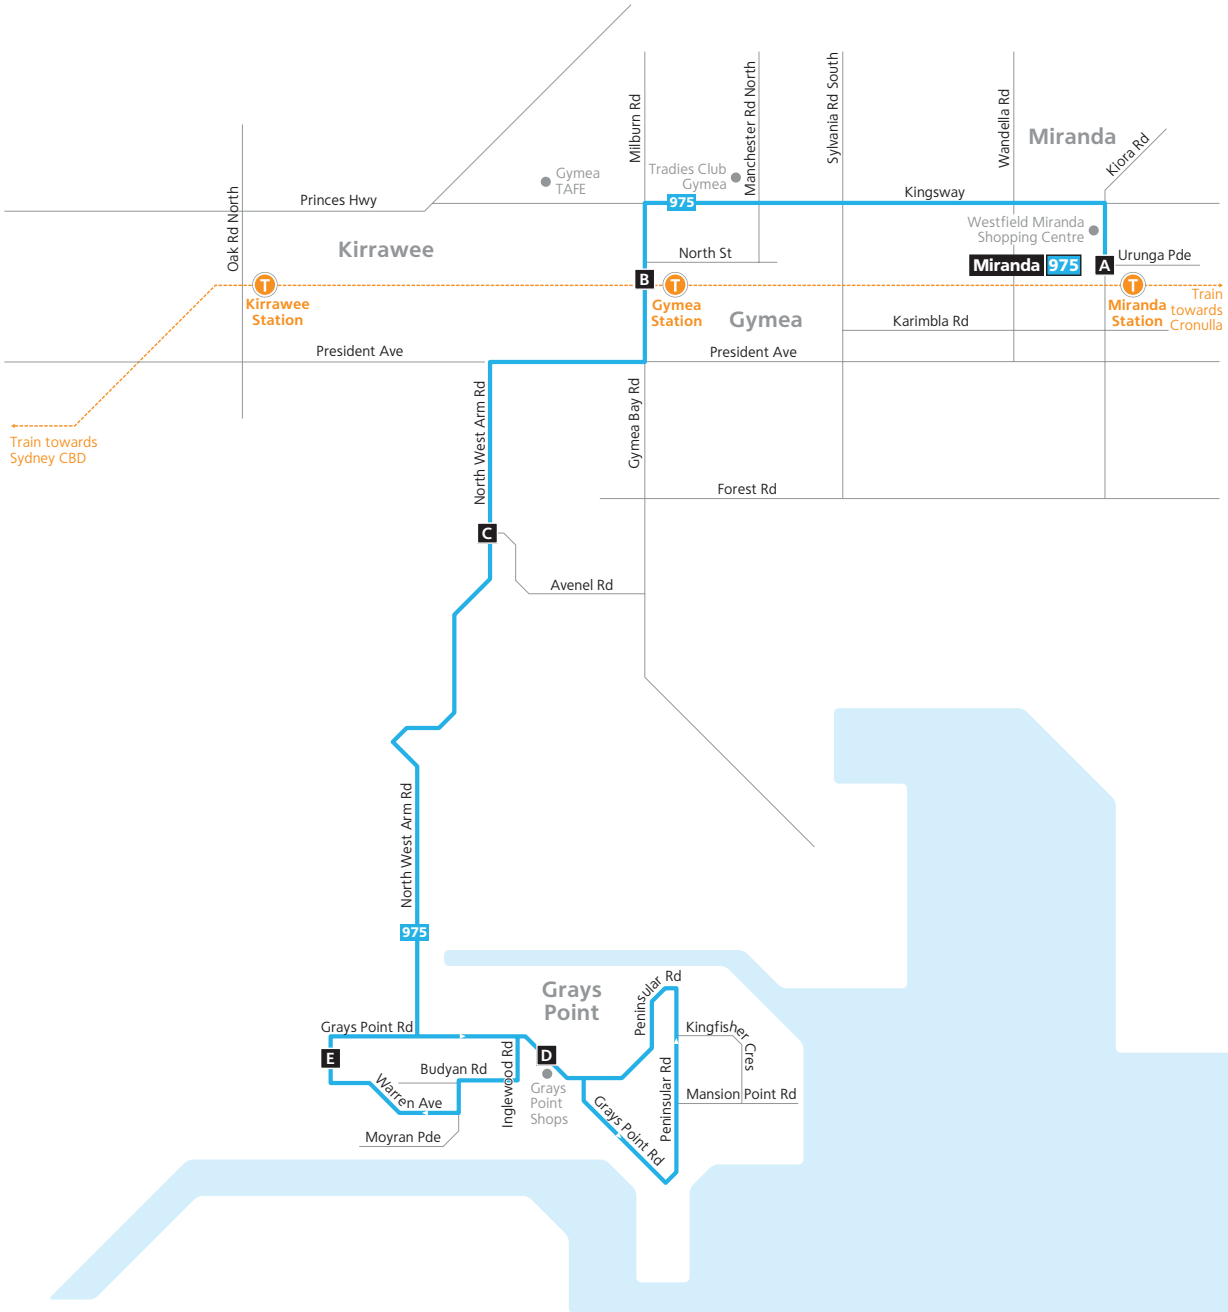 Milburn Rd
Manchester Rd North
Sylvania Rd South
Wandella Rd
Miranda
Kiora Rd
Gymea
TAFE
Tradies Club
Gymea
Princes Hwy
Oak Rd North
975
Kingsway
Kirrawee
Westfield Miranda
Shopping Centre
North St
Urunga Pde
Miranda 975
A
B
T
Kirrawee
Station
T
Gymea
Station
Gymea
T
Miranda
Station
Train
towards
Cronulla
Karimbla Rd
President Ave
President Ave
North West Arm Rd
Gymea Bay Rd
Train towards
Sydney CBD
Forest Rd
C
Avenel Rd
North West Arm Rd
975
Grays
Point
Peninsular Rd
Grays Point Rd
Kingfisher Cres
E
D
Budyan Rd
Inglewood Rd
Warren Ave
Grays
Point
Shops
Grays Point Rd
Peninsular Rd
Mansion Point Rd
Moyran Pde